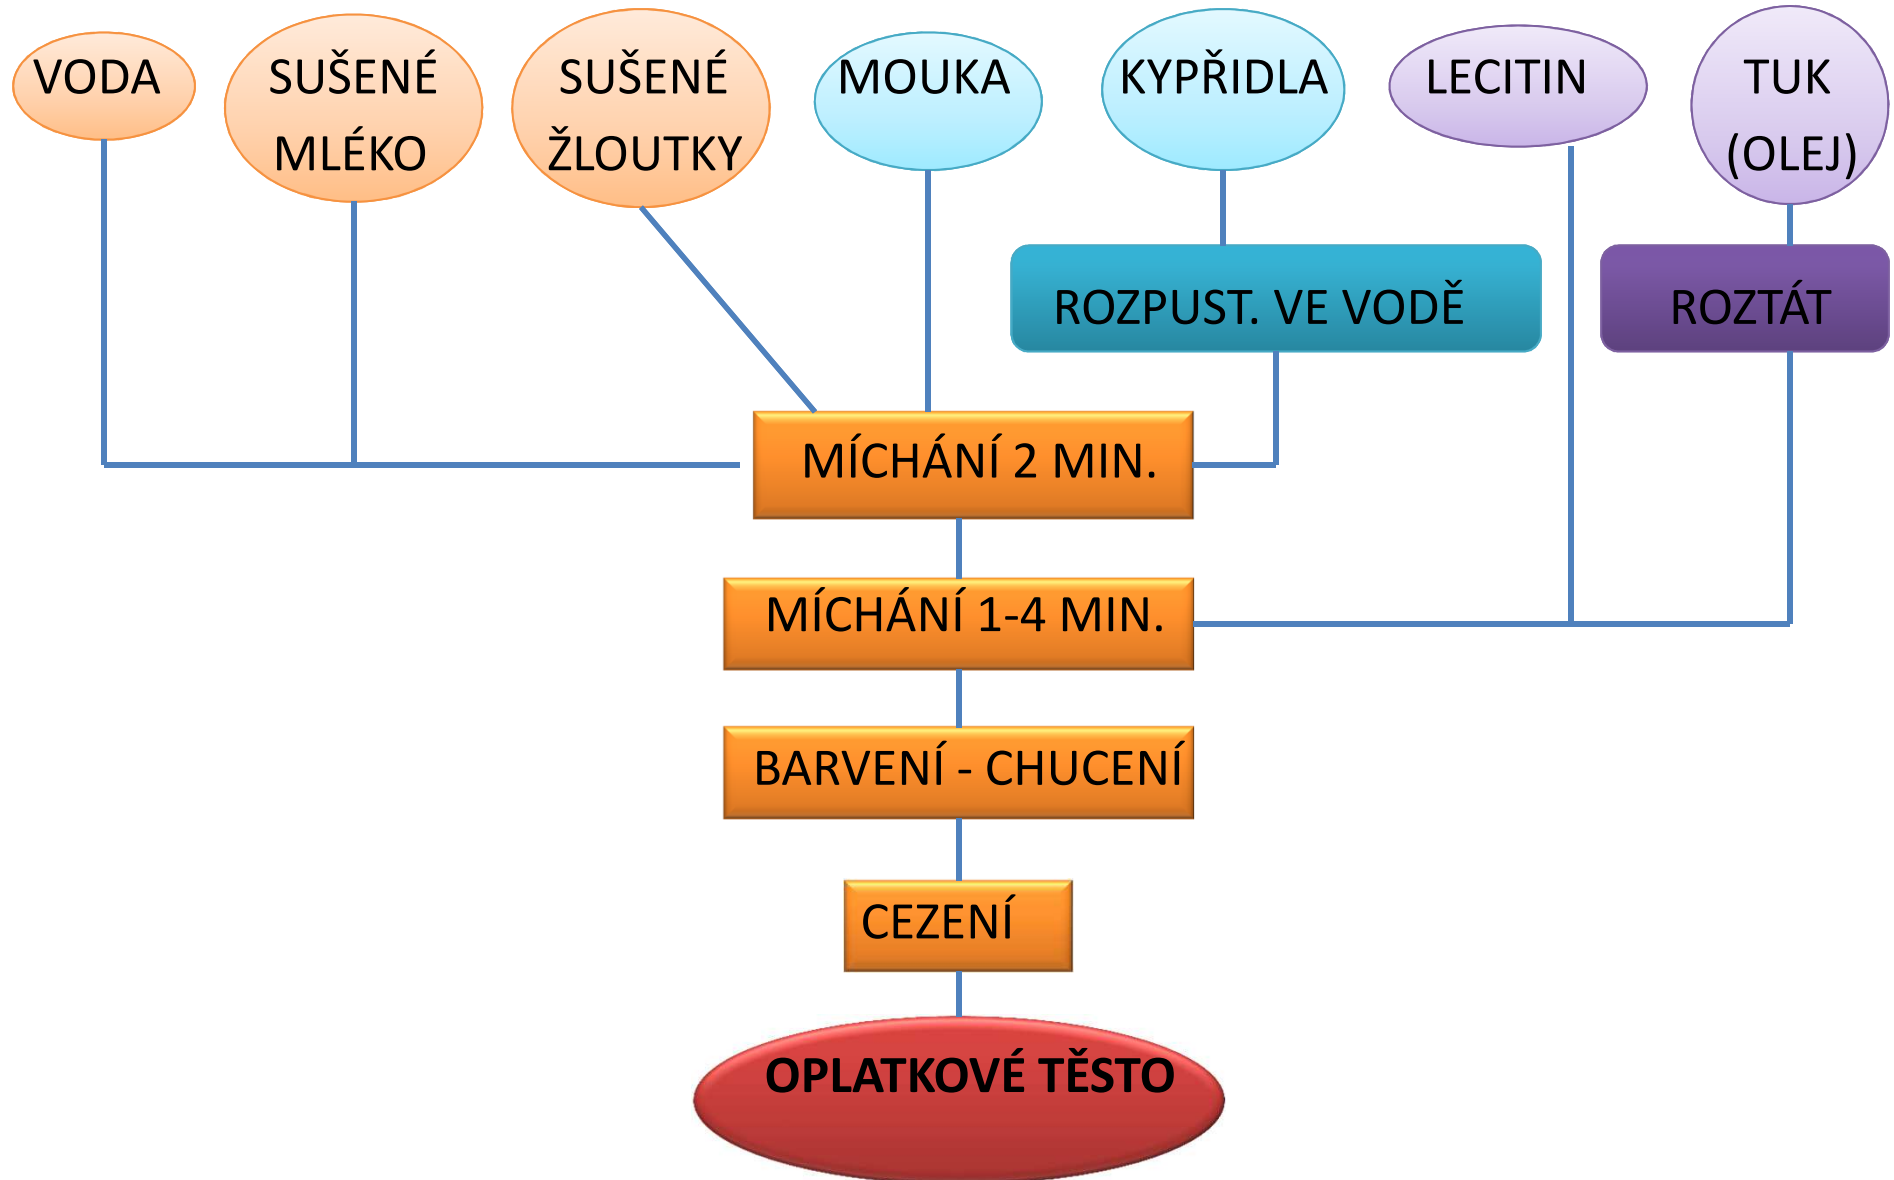 VODA
SUŠENÉ
MLÉKO
SUŠENÉ
ŽLOUTKY
MOUKA
KYPŘIDLA
LECITIN
TUK
(OLEJ)
ROZPUST. VE VODĚ
ROZTÁT
MÍCHÁNÍ 2 MIN.
MÍCHÁNÍ 1-4 MIN.
BARVENÍ - CHUCENÍ
CEZENÍ
OPLATKOVÉ TĚSTO